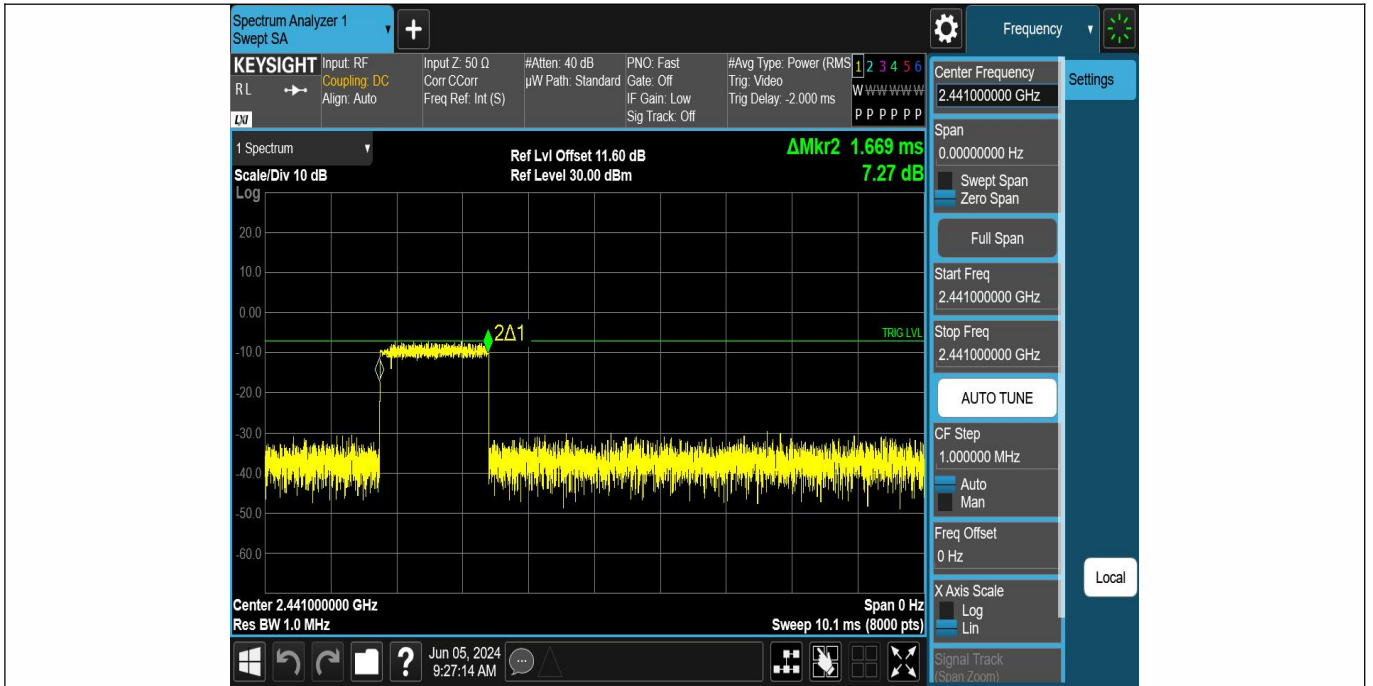 Spectrum Analyzer 1
Swept SA
Frequency
KEYSIGHT
RL
LXI
Input: RF
Coupling: DC
Align: Auto
Input Z: 50 Ω
Corr CCorr
Freq Ref: Int (S)
#Atten: 40 dB
µW Path: Standard
PNO: Fast
Gate: Off
IF Gain: Low
Sig Track: Off
#Avg Type: Power (RMS
Trig: Video
Trig Delay: -2.000 ms
1 2 3 4 5 6
W W W W W W
P P P P P P
1 Spectrum
Scale/Div 10 dB
Ref Lvl Offset 11.60 dB
Ref Level 30.00 dBm
ΔMkr2 1.669 ms
7.27 dB
Log
20.0
10.0
0.00
-10.0
-20.0
-30.0
-40.0
-50.0
-60.0
2Δ1
TRIG LVL
Center 2.441000000 GHz
Res BW 1.0 MHz
Span 0 Hz
Sweep 10.1 ms (8000 pts)
?
Jun 05, 2024
9:27:14 AM
Center Frequency
2.441000000 GHz
Settings
Span
0.00000000 Hz
Swept Span
Zero Span
Full Span
Start Freq
2.441000000 GHz
Stop Freq
2.441000000 GHz
AUTO TUNE
CF Step
1.000000 MHz
Auto
Man
Freq Offset
0 Hz
X Axis Scale
Log
Lin
Signal Track
(Span Zoom)
Local